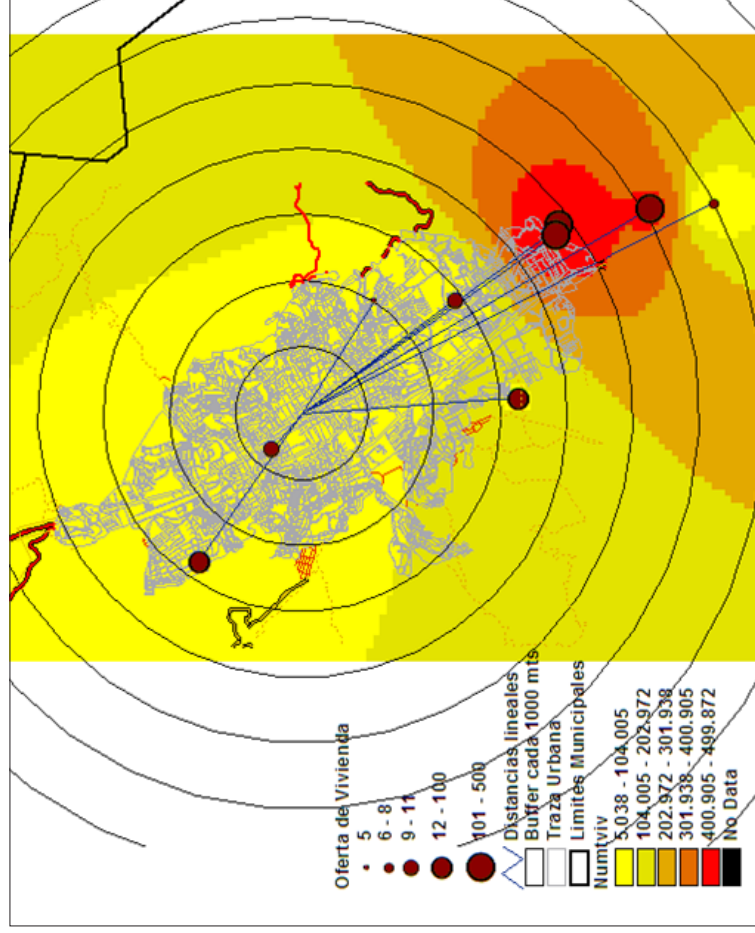 Oferta de Vivienda
5
6 - 8
9 - 11
12 - 100
101 - 500
Distancias lineales
Buffer cada 1000 mts
Traza Urbana
Limites Municipales
Numtviv
5.038 - 104.005
104.005 - 202.972
202.972 - 301.938
301.938 - 400.905
400.905 - 499.872
No Data